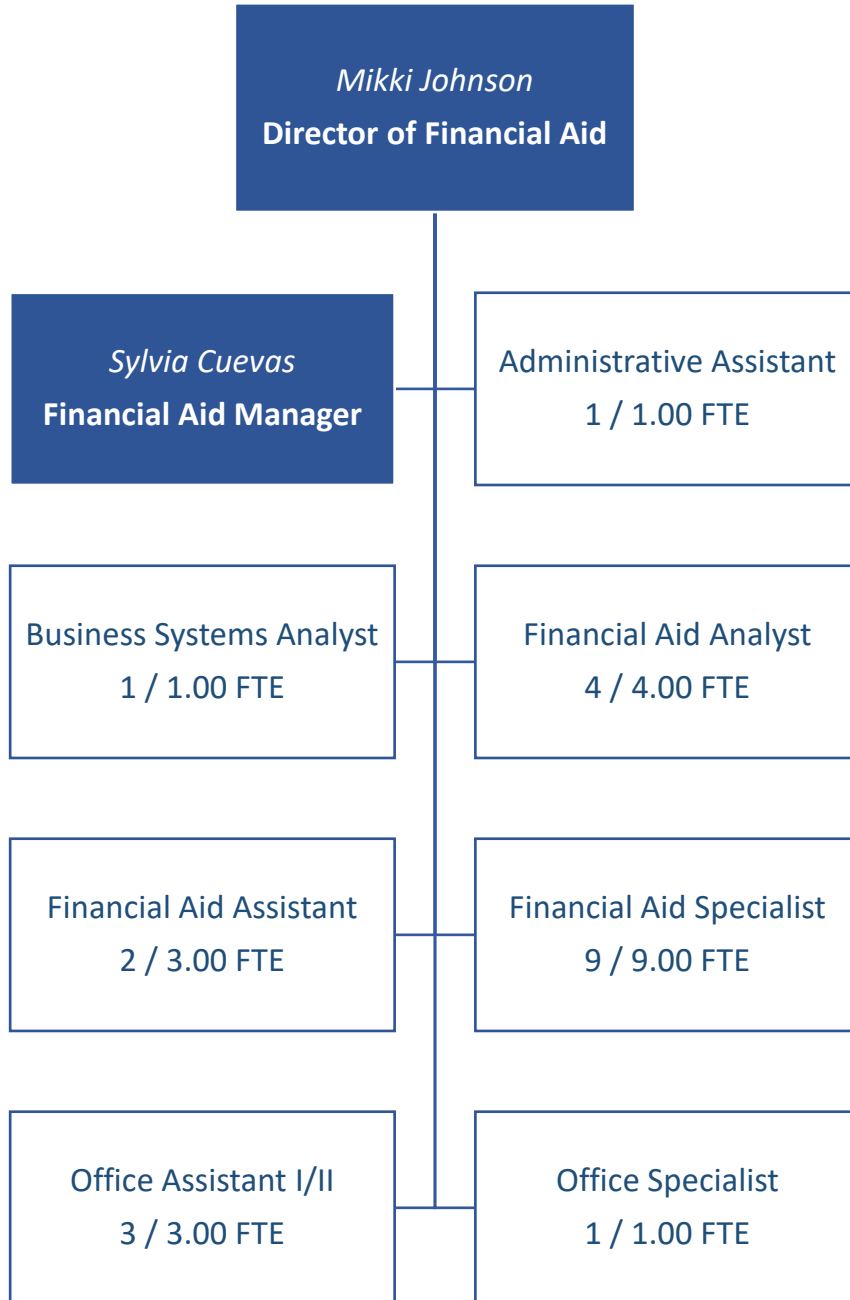 Mikki Johnson
Director of Financial Aid
Sylvia Cuevas
Financial Aid Manager
Administrative Assistant
1 / 1.00 FTE
Business Systems Analyst
1 / 1.00 FTE
Financial Aid Analyst
4 / 4.00 FTE
Financial Aid Assistant
2 / 3.00 FTE
Financial Aid Specialist
9 / 9.00 FTE
Office Assistant I/II
3 / 3.00 FTE
Office Specialist
1 / 1.00 FTE